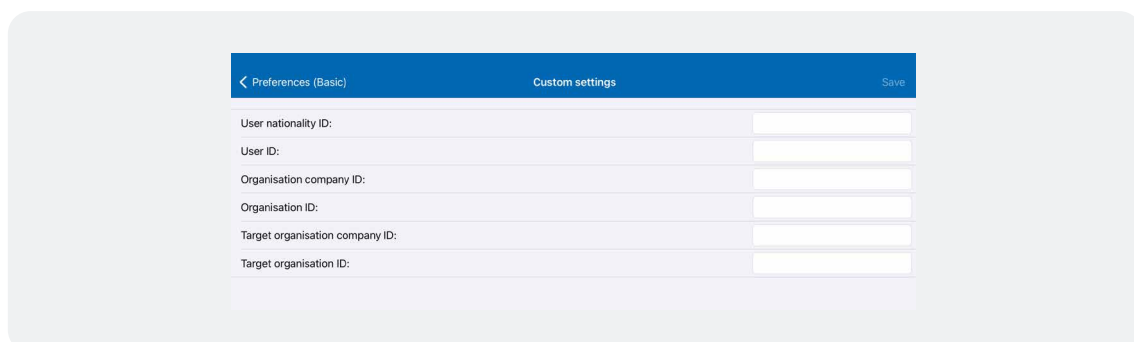 Preferences (Basic) Custom settings Save
User nationality ID:
User ID:
Organisation company ID:
Organisation ID:
Target organisation company ID:
Target organisation ID: